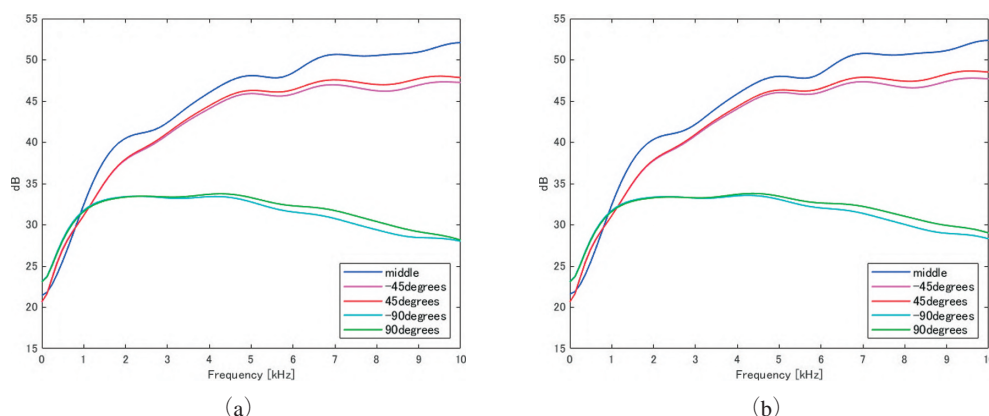 (a)
55
50
45
40
35
30
25
20
15
dB
0 1 2 3 4 5 6 7 8 9 10
Frequency [kHz]
middle
-45degrees
45degrees
-90degrees
90degrees
(a)
(b)
55
50
45
40
35
30
25
20
15
dB
0 1 2 3 4 5 6 7 8 9 10
Frequency [kHz]
middle
-45degrees
45degrees
-90degrees
90degrees
(b)